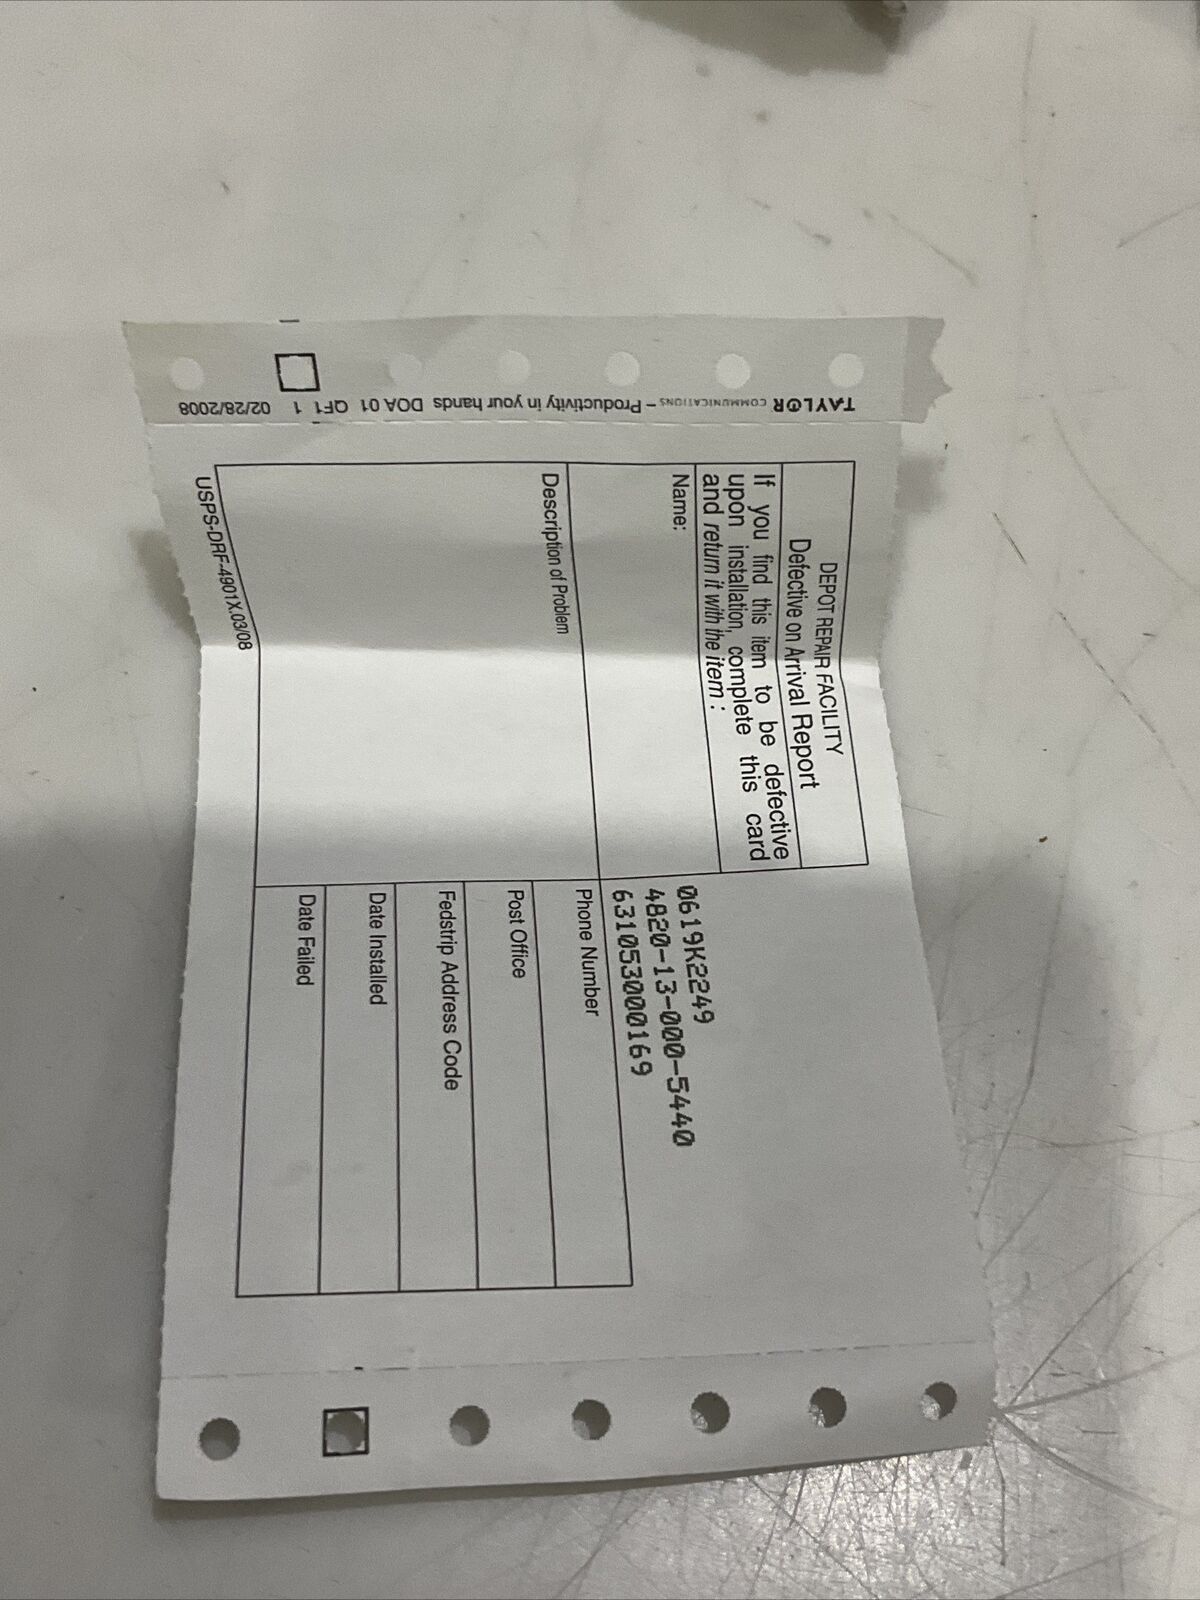 DEPOT REPAIR FACILITY
Defective on Arrival Report
If you find this item to be defective
upon installation, complete this card
and return it with the item :
Name:
0619K2249
4820-13-000-5440
631053000169
Description of Problem
Phone Number
Post Office
Fedstrip Address Code
Date Installed
Date Failed
USPS-DRF-4901X.03/08
TAYLOR COMMUNICATIONS – Productivity in your hands DOA 01 QF1 1 02/28/2008